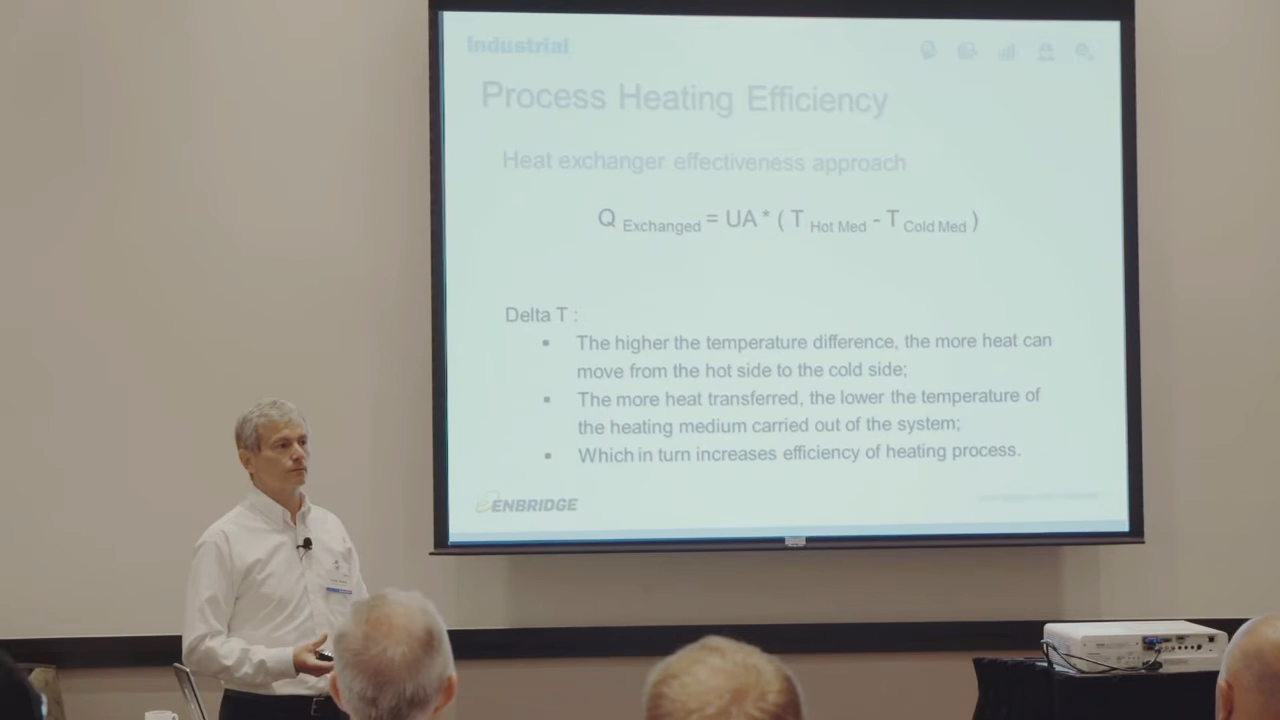 Industrial
Process Heating Efficiency
Heat exchanger effectiveness approach
Q Exchanged = UA * ( T Hot Med - T Cold Med )
Delta T :
▪ The higher the temperature difference, the more heat can
move from the hot side to the cold side;
▪ The more heat transferred, the lower the temperature of
the heating medium carried out of the system;
▪ Which in turn increases efficiency of heating process.
ENBRIDGE